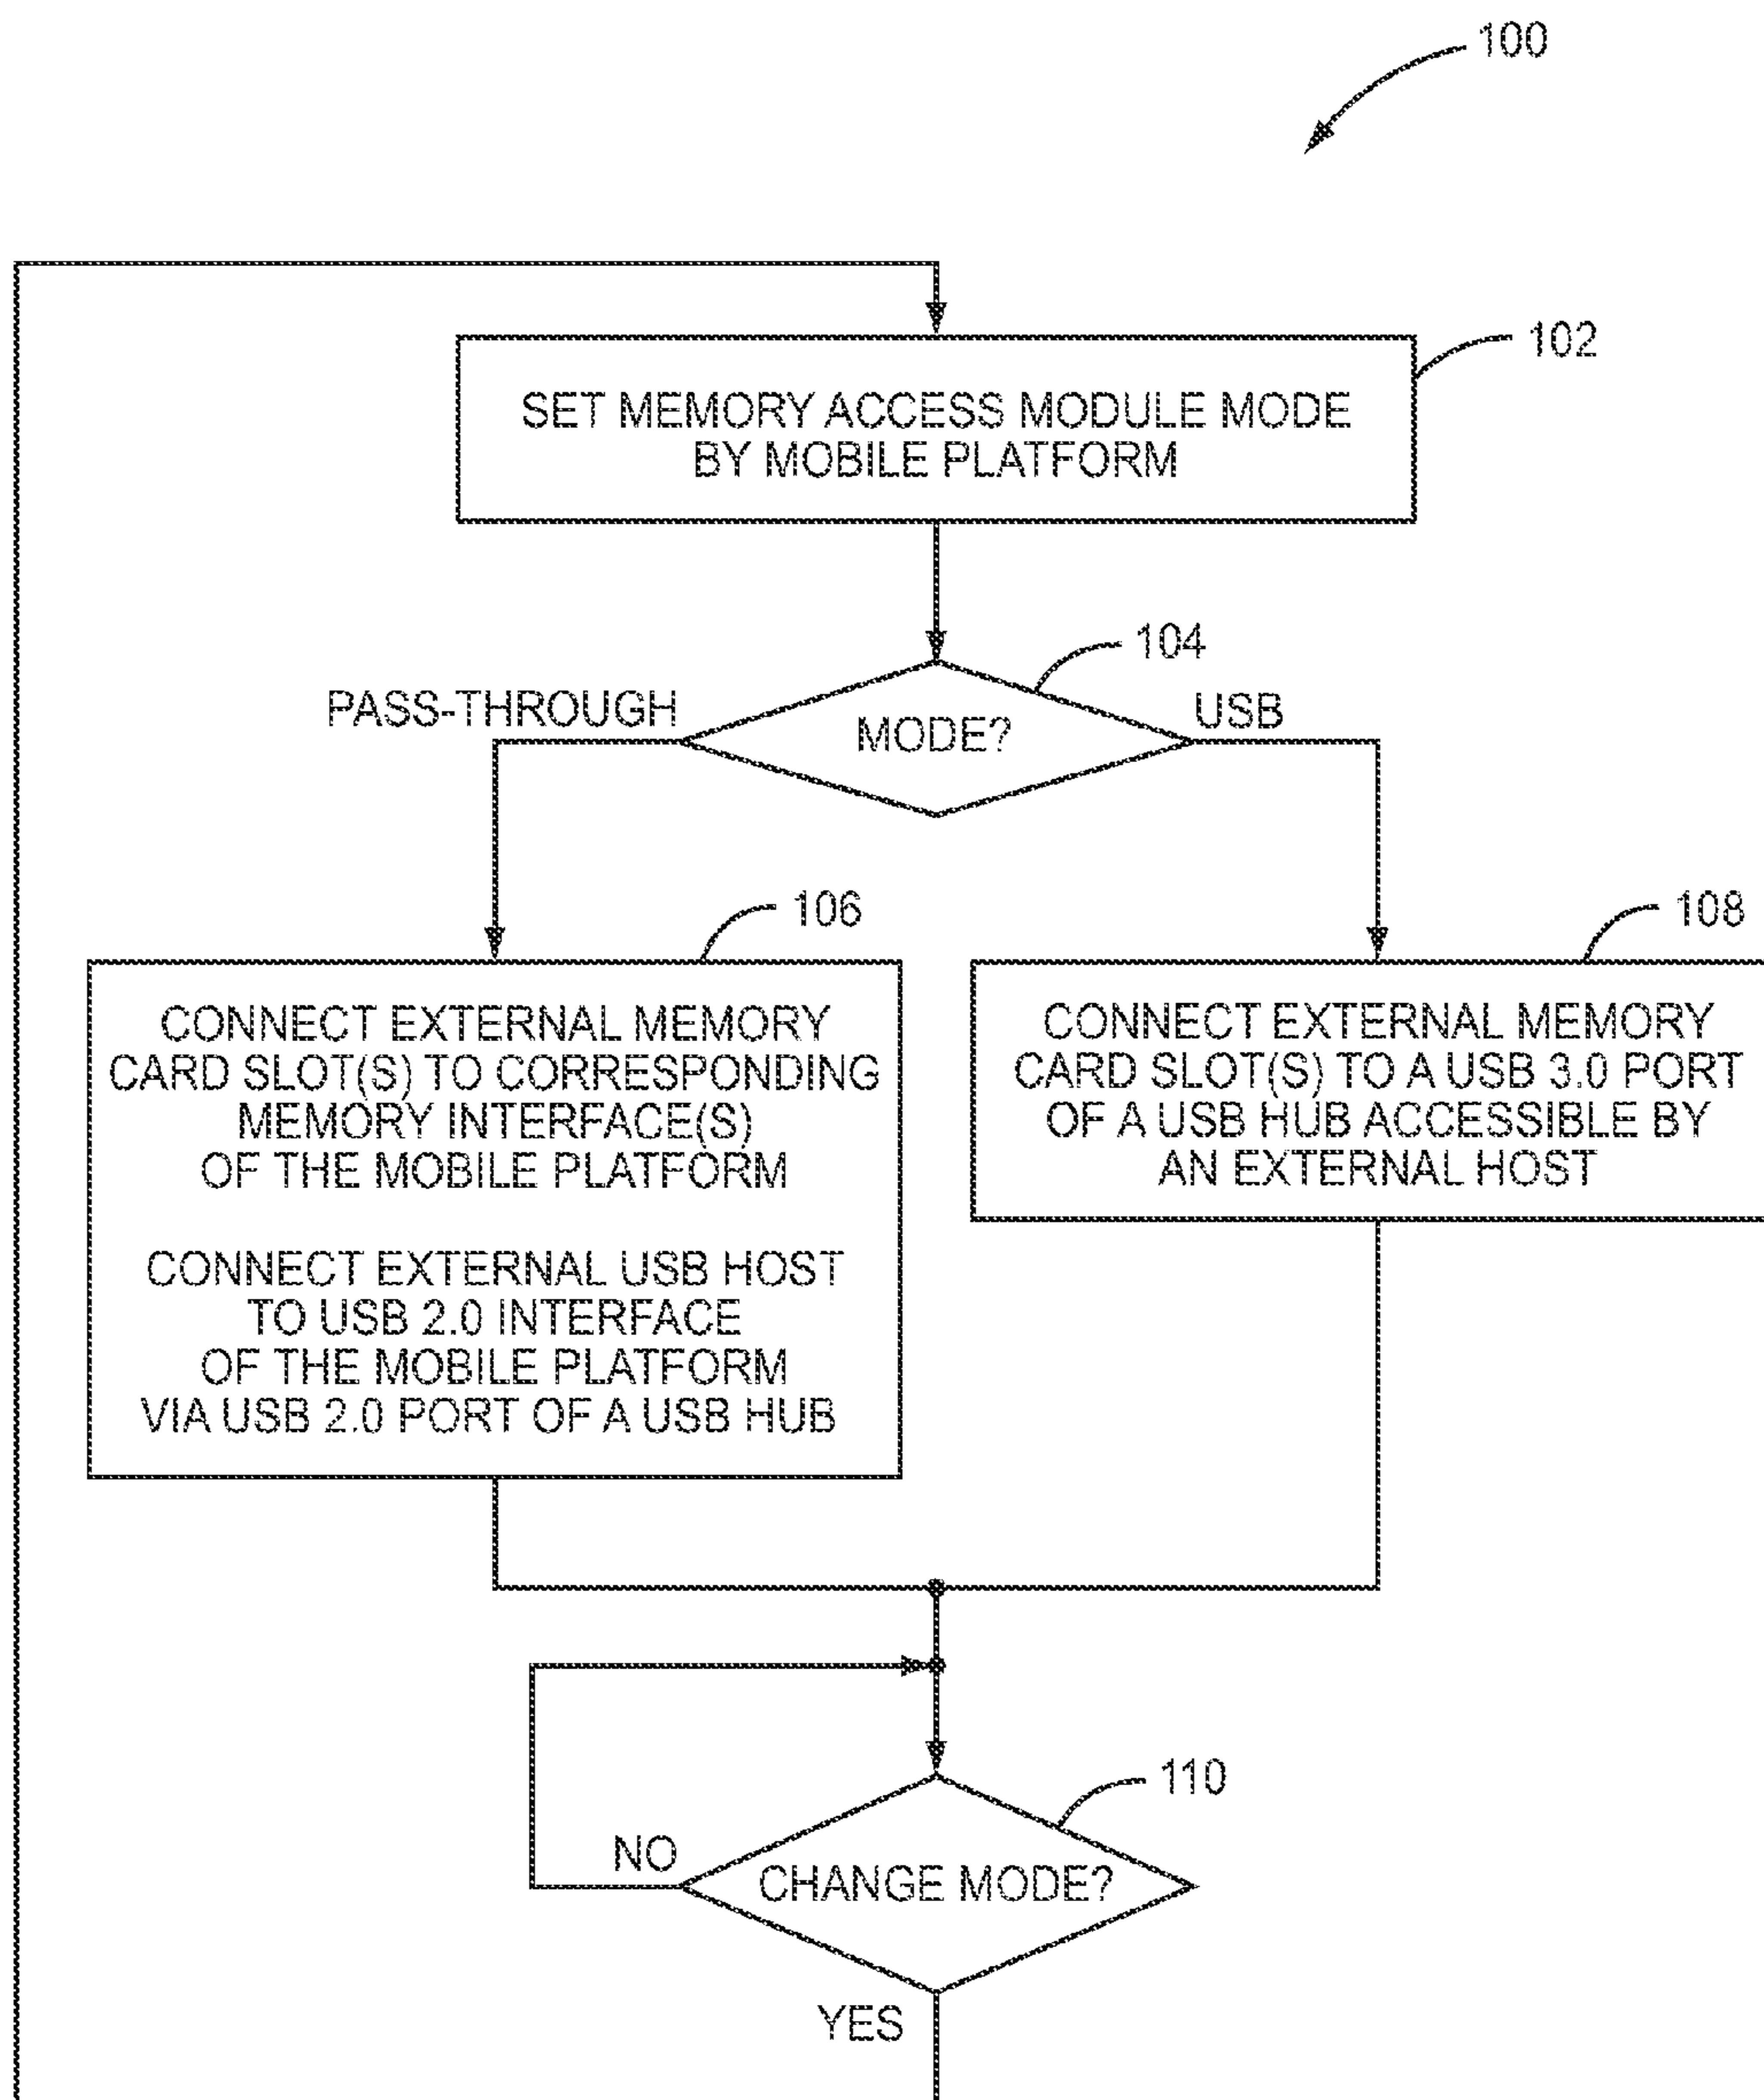 100
102
SET MEMORY ACCESS MODULE MODE
BY MOBILE PLATFORM
104
PASS-THROUGH
MODE?
USB
106
108
CONNECT EXTERNAL MEMORY
CARD SLOT(S) TO CORRESPONDING
MEMORY INTERFACE(S)
OF THE MOBILE PLATFORM
CONNECT EXTERNAL USB HOST
TO USB 2.0 INTERFACE
OF THE MOBILE PLATFORM
VIA USB 2.0 PORT OF A USB HUB
CONNECT EXTERNAL MEMORY
CARD SLOT(S) TO A USB 3.0 PORT
OF A USB HUB ACCESSIBLE BY
AN EXTERNAL HOST
110
NO
CHANGE MODE?
YES